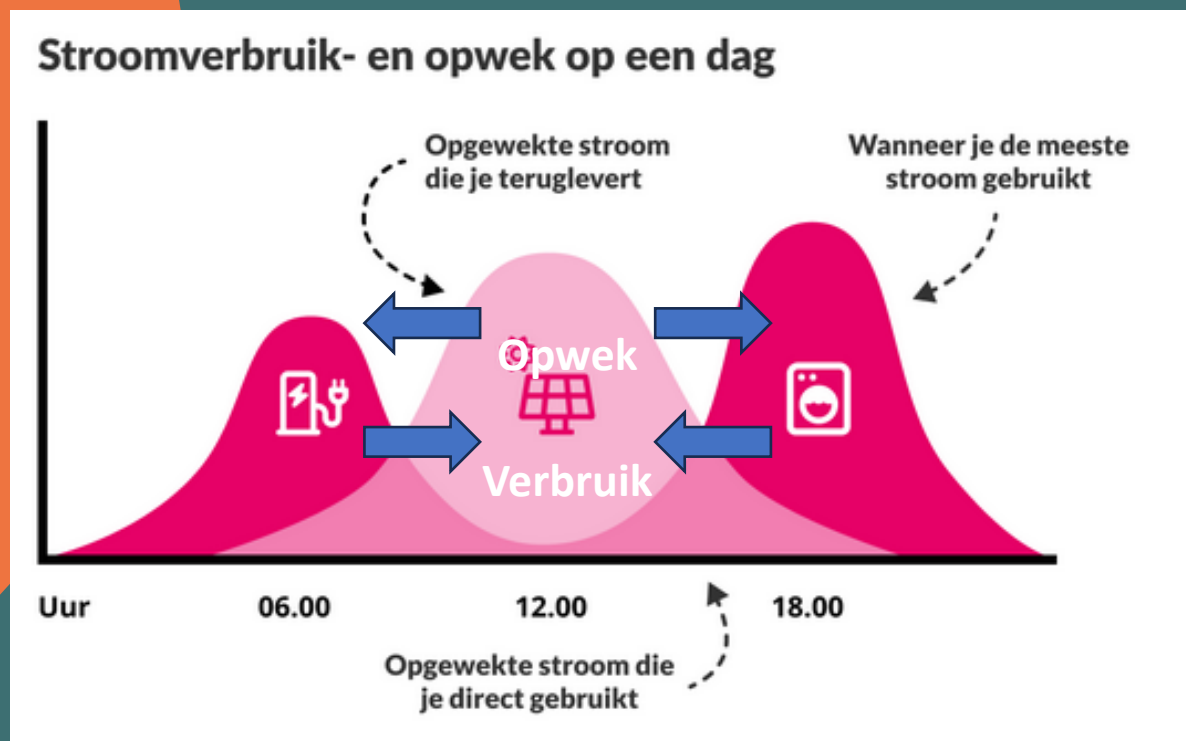 Stroomverbruik- en opwek op een dag
Opgewekte stroom
die je teruglevert
Wanneer je de meeste
stroom gebruikt
Opwek
Verbruik
Uur 06.00 12.00 18.00
Opgewekte stroom die
je direct gebruikt